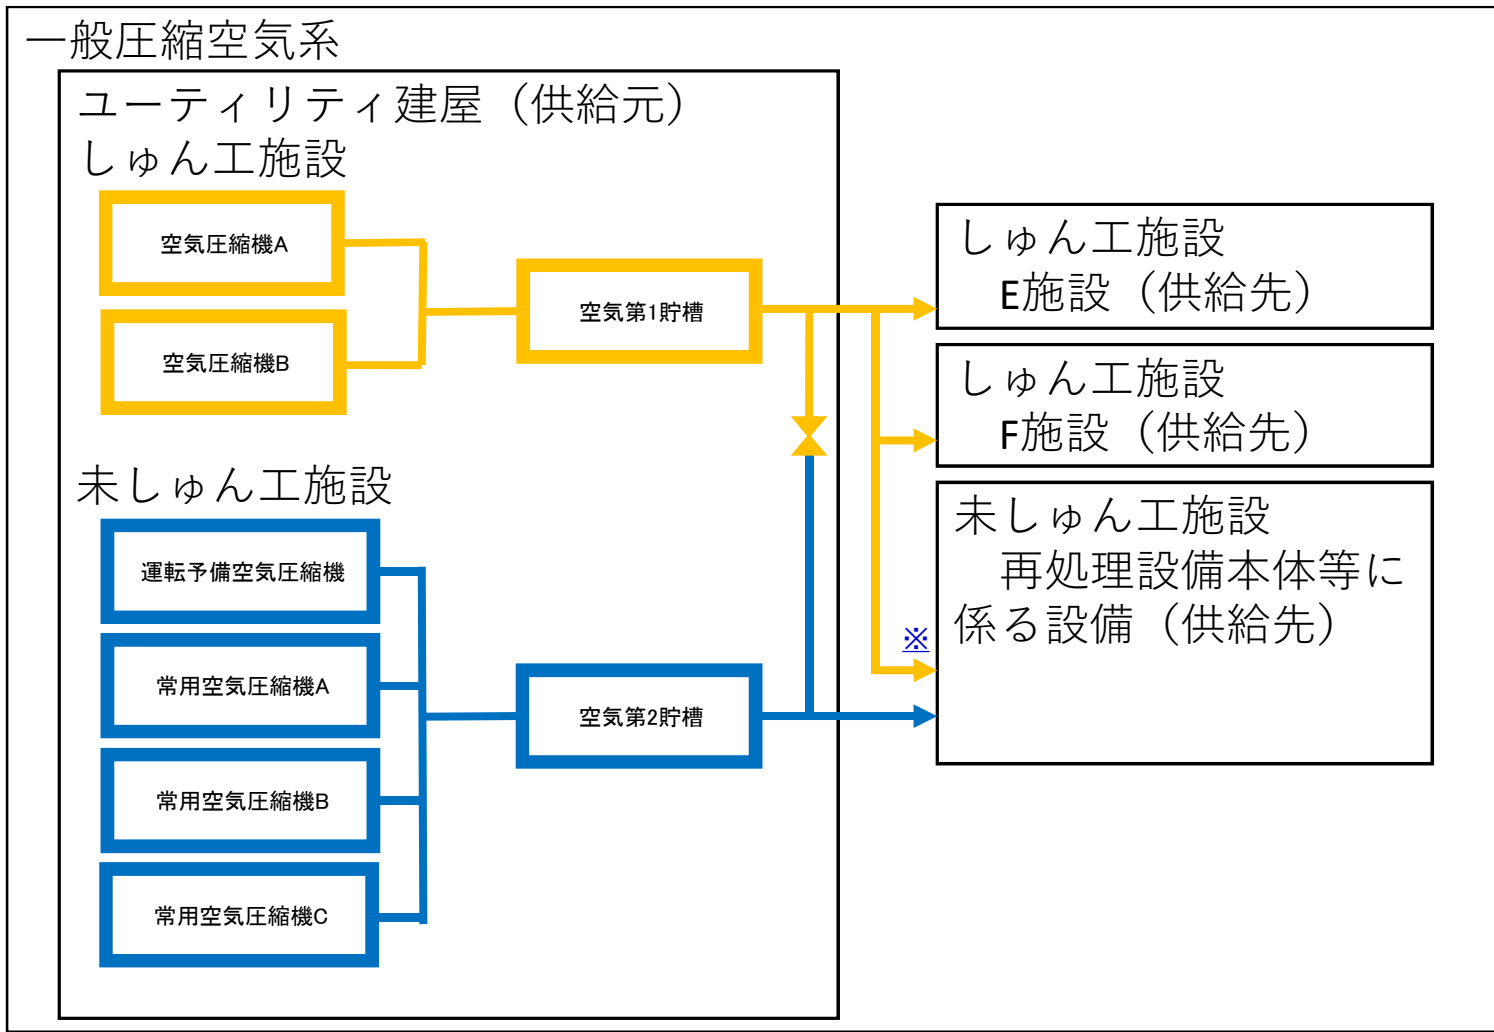 一般圧縮空気系
ユーティリティ建屋（供給元）
しゅん工施設
空気圧縮機A
空気圧縮機B
空気第1貯槽
未しゅん工施設
運転予備空気圧縮機
常用空気圧縮機A
常用空気圧縮機B
常用空気圧縮機C
空気第2貯槽
しゅん工施設
E施設（供給先）
しゅん工施設
F施設（供給先）
未しゅん工施設
再処理設備本体等に
係る設備（供給先）
※